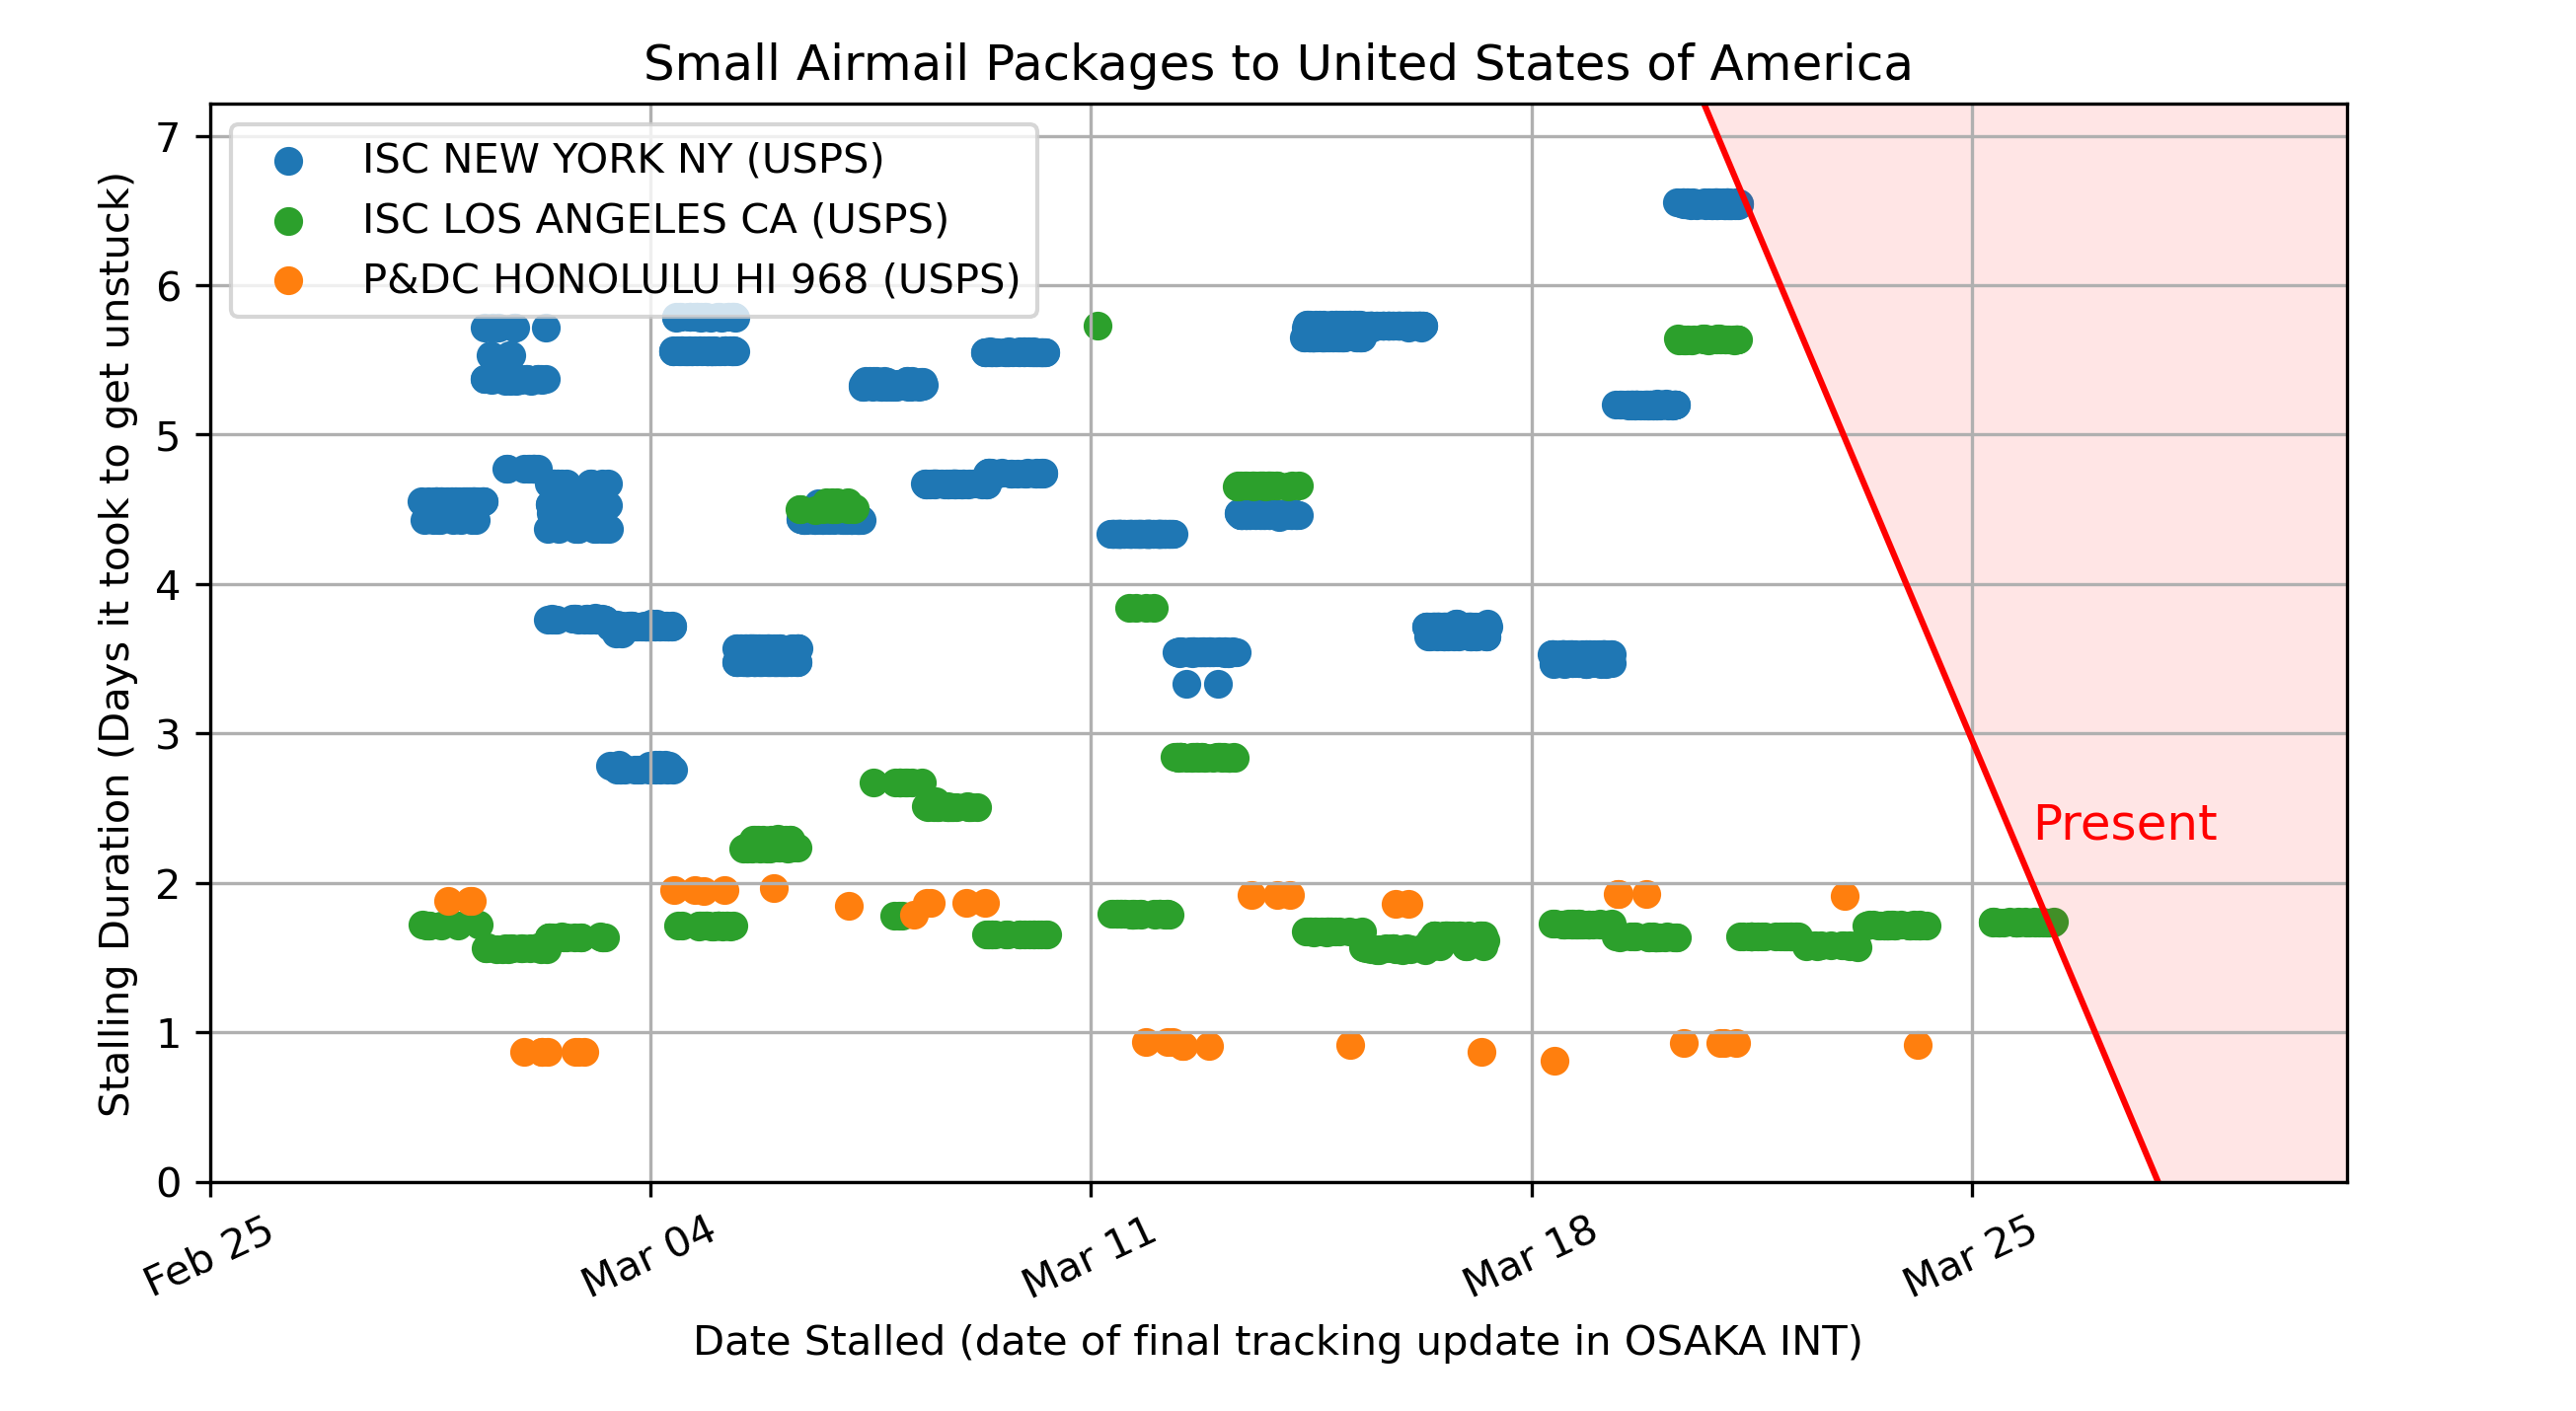 Small Airmail Packages to United States of America
ISC NEW YORK NY (USPS)
ISC LOS ANGELES CA (USPS)
P&DC HONOLULU HI 968 (USPS)
Stalling Duration (Days it took to get unstuck)
7
6
5
4
3
2
1
0
Present
Feb 25
Mar 04
Mar 11
Mar 18
Mar 25
Date Stalled (date of final tracking update in OSAKA INT)